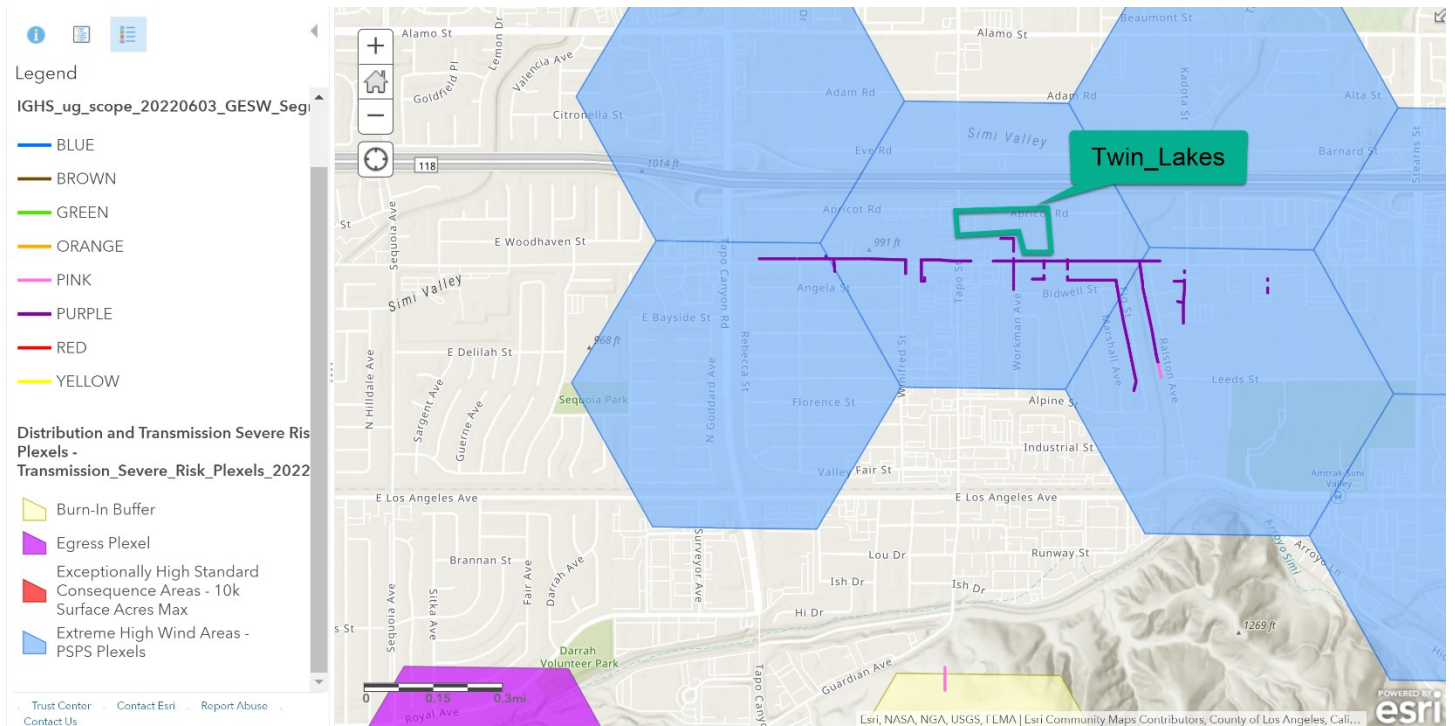 Legend
IGHS_ug_scope_20220603_GESW_Seg
BLUE
BROWN
GREEN
ORANGE
PINK
PURPLE
RED
YELLOW
Distribution and Transmission Severe Ris
Plexels -
Transmission_Severe_Risk_Plexels_2022
Burn-In Buffer
Egress Plexel
Exceptionally High Standard
Consequence Areas - 10k
Surface Acres Max
Extreme High Wind Areas -
PSPS Plexels
Trust Center
Contact Esri
Report Abuse
Contact Us
Alamo St
Lemon Dr
Valencia Ave
Goldfield Pl
Citronella St
Beaumont St
Alamo St
Adam Rd
Adam Rd
Kadota St
Alta St
Simi Valley
Eve Rd
Barnard St
Stearns St
118
1014 ft
Twin_Lakes
Sequoia Ave
St
E Woodhaven St
Apricot Rd
Apricot Rd
991 ft
Tapo Canyon Rd
Simi Valley
Angela St
Tapo St
Bidwell St
E Bayside St
968 ft
Rebecca St
N Goddard Ave
Winifred St
Workman Ave
Marshall Ave
Ralston Ave
E Delilah St
N Hilldale Ave
Sargent Ave
Guerne Ave
Sequoia Park
Florence St
Leeds St
Alpine St
Industrial St
Valley Fair St
Amtrak-Simi
Valley
E Los Angeles Ave
E Los Angeles Ave
Surveyor Ave
Lou Dr
Runway St
Arroyo Simi
Arroyo Ln
Brannan St
Fair Ave
Darrah Ave
Ish Dr
Ish Dr
Hi Dr
s St
Sequoia Ave
Sitka Ave
Darrah
Volunteer Park
1269 ft
Guardian Ave
Tapo Cany
0
0.15
0.3mi
Royal Ave
POWERED BY
esri
Esri, NASA, NGA, USGS, FEMA | Esri Community Maps Contributors, County of Los Angeles, Cali...